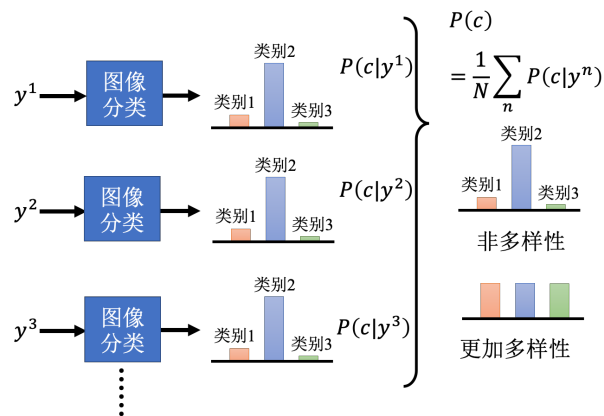 y¹
图像
分类
类别1
类别2
类别3
P(c|y¹)
y²
图像
分类
类别1
类别2
类别3
P(c|y²)
y³
图像
分类
类别1
类别2
类别3
P(c|y³)
P(c)
= 1/N ∑ₙ P(c|yⁿ)
类别1
类别2
类别3
非多样性
更加多样性